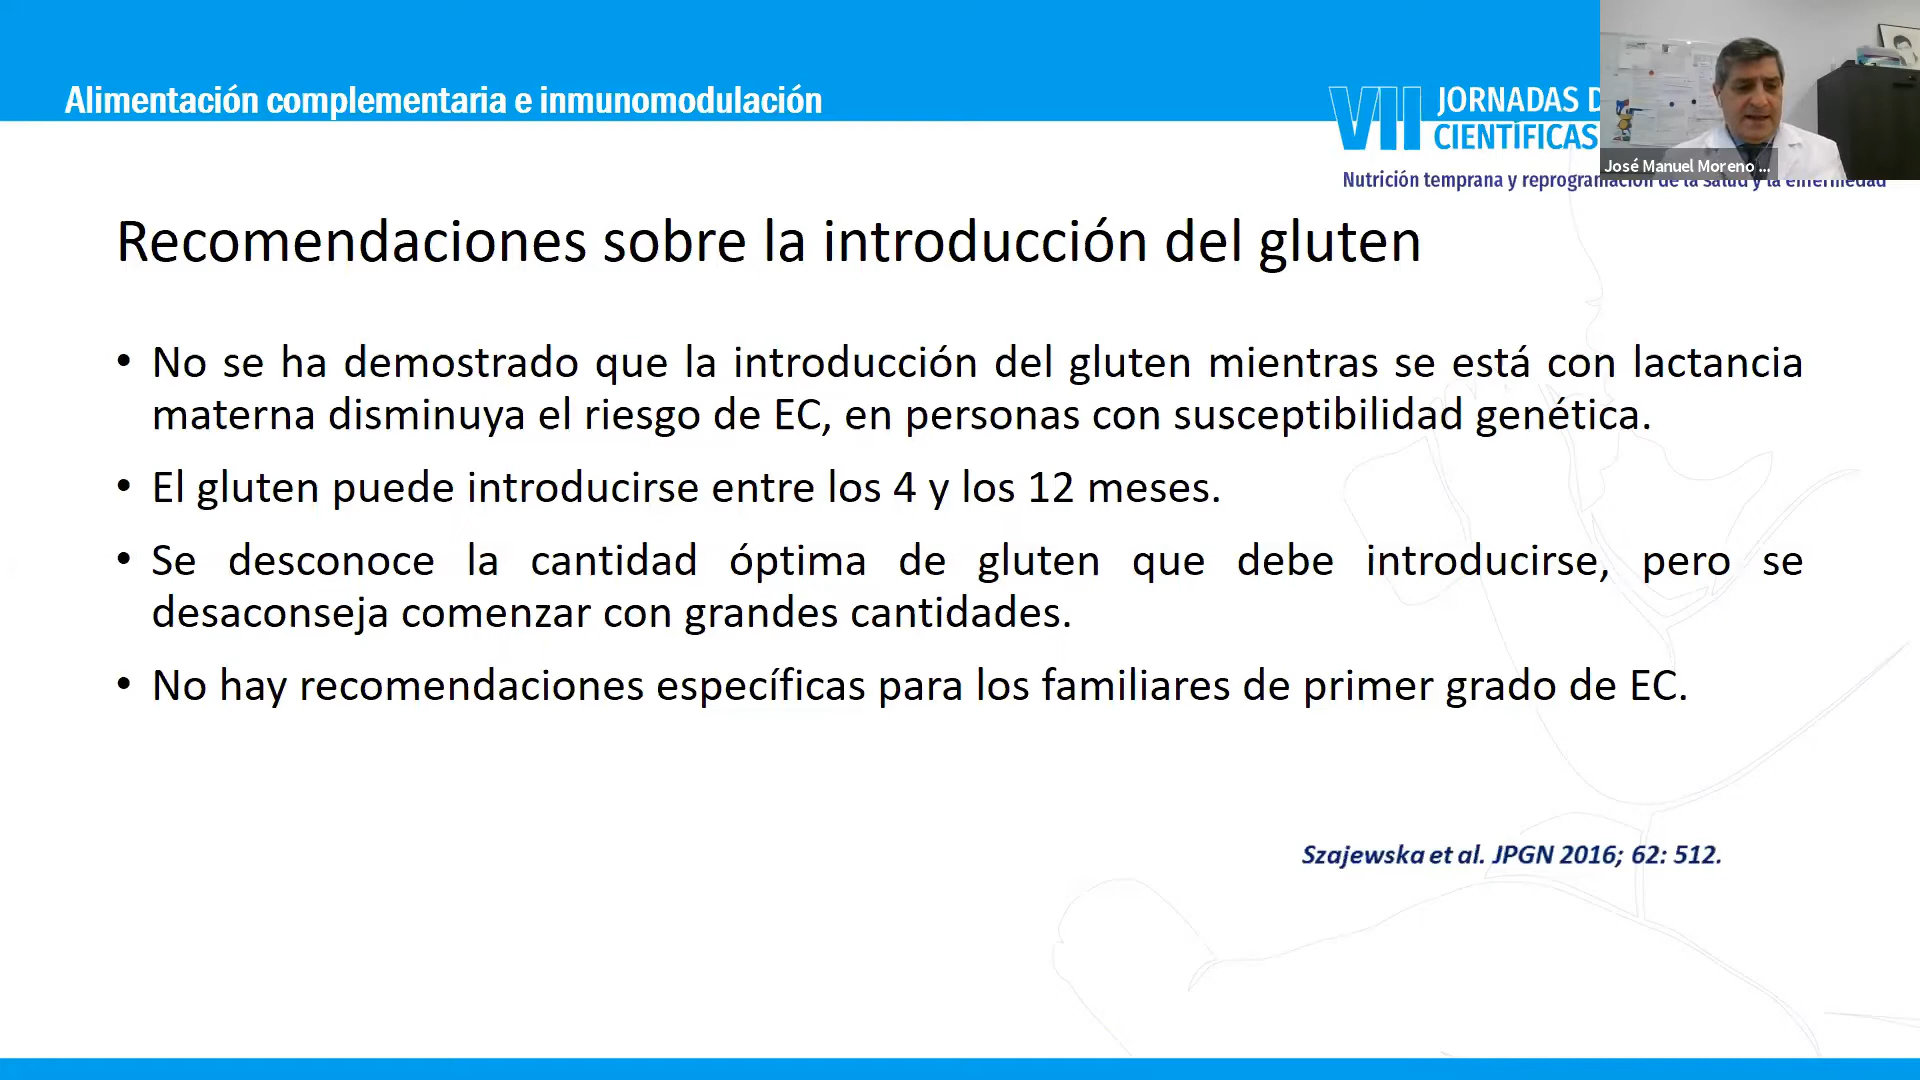 Alimentación complementaria e inmunomodulación
VII JORNADAS
CIENTÍFICAS
José Manuel Moreno ...
Nutrición temprana y reprogramación de la salud y la enfermedad
Recomendaciones sobre la introducción del gluten
• No se ha demostrado que la introducción del gluten mientras se está con lactancia
materna disminuya el riesgo de EC, en personas con susceptibilidad genética.
• El gluten puede introducirse entre los 4 y los 12 meses.
• Se desconoce la cantidad óptima de gluten que debe introducirse, pero se
desaconseja comenzar con grandes cantidades.
• No hay recomendaciones específicas para los familiares de primer grado de EC.
Szajewska et al. JPGN 2016; 62: 512.